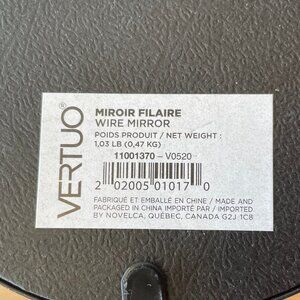 VERTUO®
MIROIR FILAIRE
WIRE MIRROR
POIDS PRODUIT / NET WEIGHT :
1,03 LB (0,47 KG)
11001370 - V0520
2 02005 01017 0
FABRIQUÉ ET EMBALLÉ EN CHINE / MADE AND
PACKAGED IN CHINA IMPORTÉ PAR / IMPORTED
BY NOVELCA, QUÉBEC, CANADA G2J 1C8